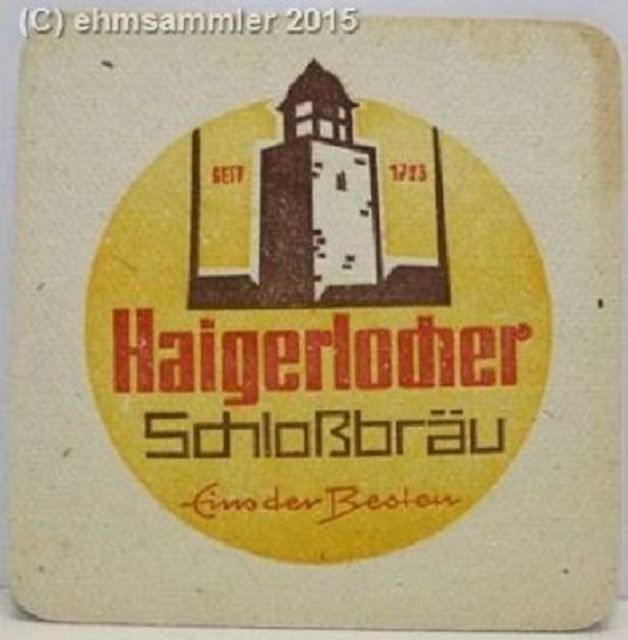 (C) ehmsammler 2015
SEIT 1723
Haigerlocher
Schloßbräu
Eins der Besten